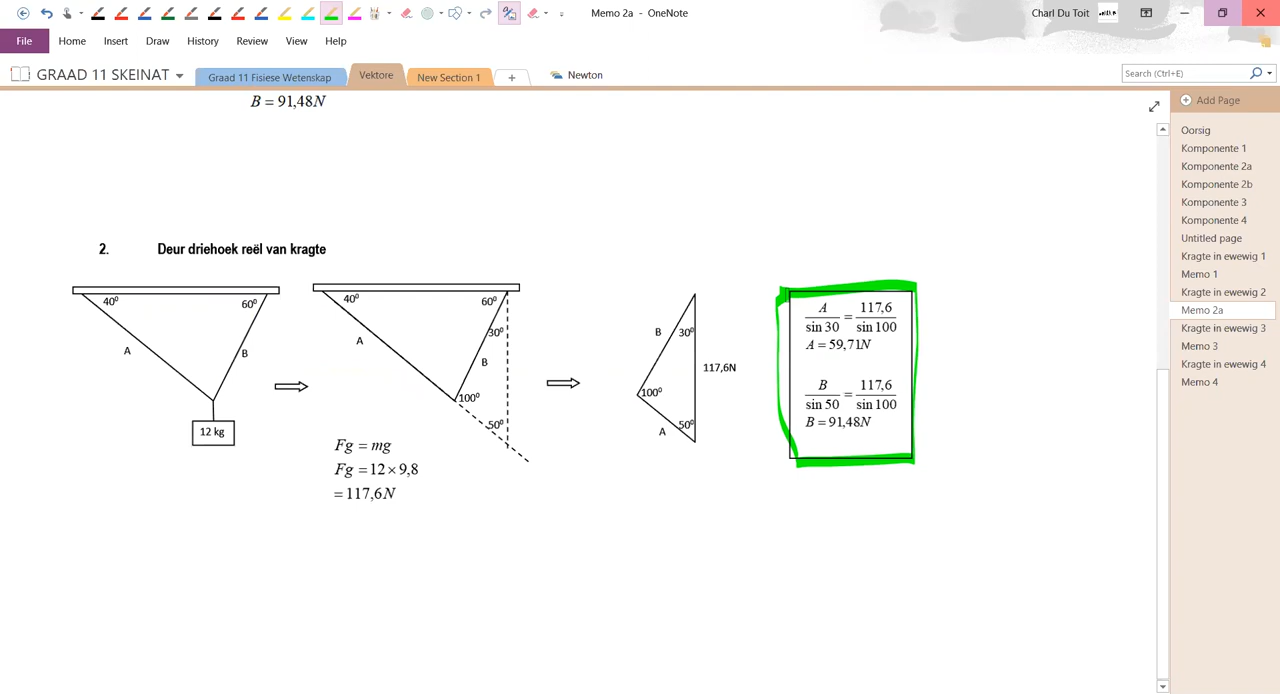 Memo 2a - OneNote
Charl Du Toit
File Home Insert Draw History Review View Help
GRAAD 11 SKEINAT
Graad 11 Fisiese Wetenskap
Vektore
New Section 1
+
Newton
Search (Ctrl+E)
Add Page
Oorsig
Komponente 1
Komponente 2a
Komponente 2b
Komponente 3
Komponente 4
Untitled page
Kragte in ewewig 1
Memo 1
Kragte in ewewig 2
Memo 2a
Kragte in ewewig 3
Memo 3
Kragte in ewewig 4
Memo 4
B = 91,48N
2. Deur driehoek reël van kragte
40⁰
60⁰
A
B
12 kg
40⁰
60⁰
30⁰
A
B
100⁰
50⁰
Fg = mg
Fg = 12 × 9,8
= 117,6N
B
30⁰
117,6N
100⁰
A
50⁰
A/sin 30 = 117,6/sin 100
A = 59,71N
B/sin 50 = 117,6/sin 100
B = 91,48N